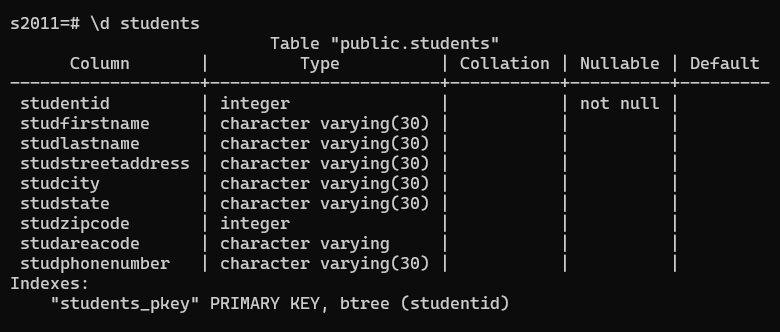 s2011=# \d students
                          Table "public.students"
      Column       |         Type          | Collation | Nullable | Default
-------------------+-----------------------+-----------+----------+---------
 studentid         | integer               |           | not null |
 studfirstname     | character varying(30) |           |          |
 studlastname      | character varying(30) |           |          |
 studstreetaddress | character varying(30) |           |          |
 studcity          | character varying(30) |           |          |
 studstate         | character varying(30) |           |          |
 studzipcode       | integer               |           |          |
 studareacode      | character varying     |           |          |
 studphonenumber   | character varying(30) |           |          |
Indexes:
    "students_pkey" PRIMARY KEY, btree (studentid)